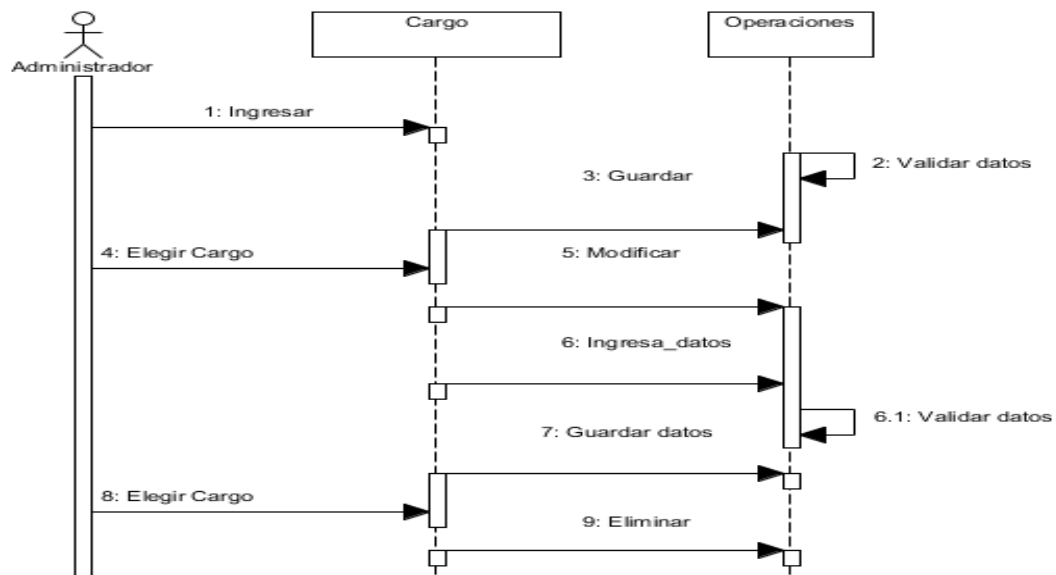 Cargo
Operaciones
Administrador
1: Ingresar
2: Validar datos
3: Guardar
4: Elegir Cargo
5: Modificar
6: Ingresa_datos
6.1: Validar datos
7: Guardar datos
8: Elegir Cargo
9: Eliminar